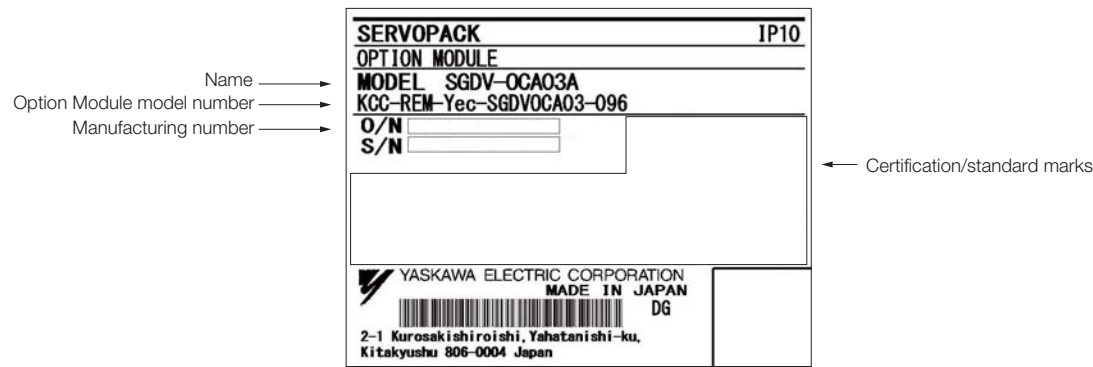 SERVOPACK IP10
OPTION MODULE
Name
MODEL SGDV-OCA03A
Option Module model number
KCC-REM-Yec-SGDVOCA03-096
Manufacturing number
O/N
S/N
Certification/standard marks
YASKAWA ELECTRIC CORPORATION
MADE IN JAPAN
DG
2-1 Kurosakishiroishi, Yahatanishi-ku,
Kitakyushu 806-0004 Japan